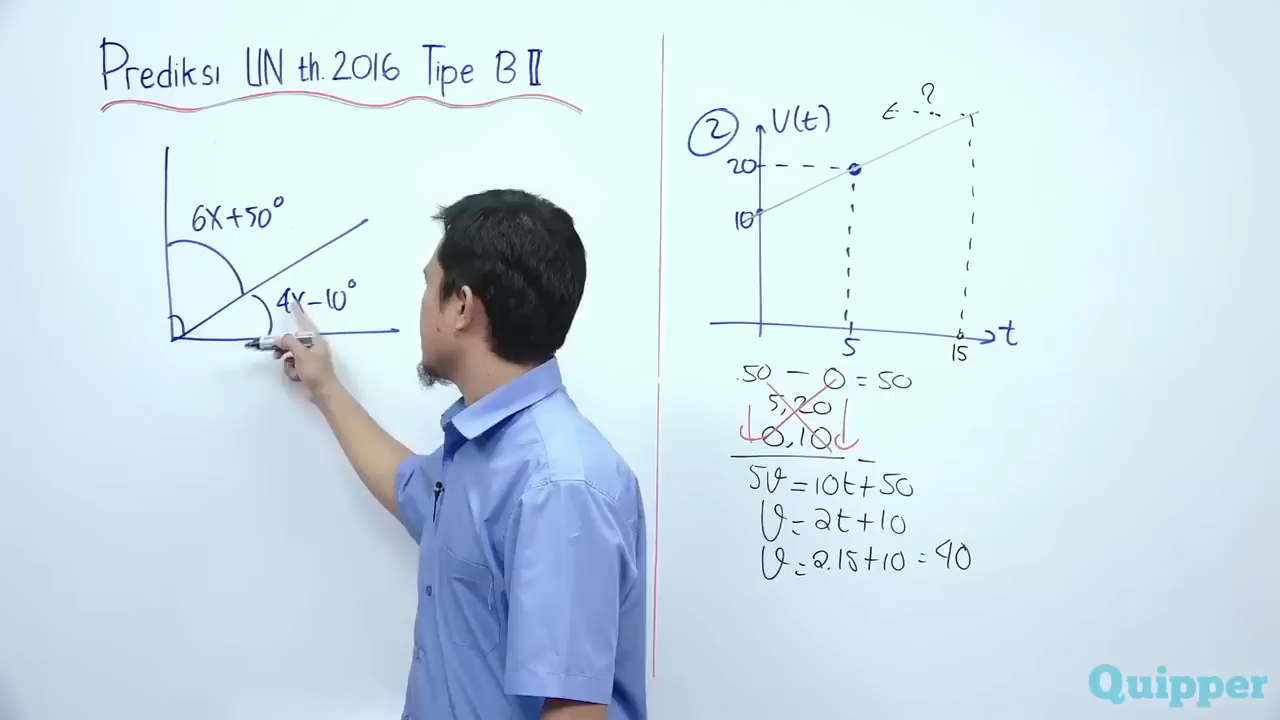 Prediksi UN th. 2016 Tipe B II
6x+50°
4x-10°
2
V(t)
?
t
20
10
5
15
t
.50 - 0 = 50
5,20
0,10
5V = 10t+50
V = 2t+10
V = 2.15+10 = 40
Quipper